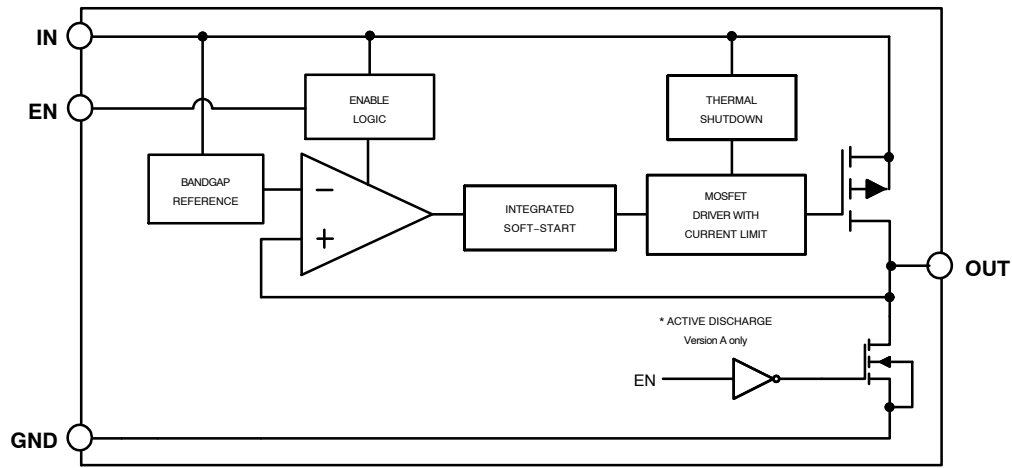 IN
EN
ENABLE
LOGIC
THERMAL
SHUTDOWN
BANDGAP
REFERENCE
−
+
INTEGRATED
SOFT−START
MOSFET
DRIVER WITH
CURRENT LIMIT
OUT
* ACTIVE DISCHARGE
Version A only
EN
GND